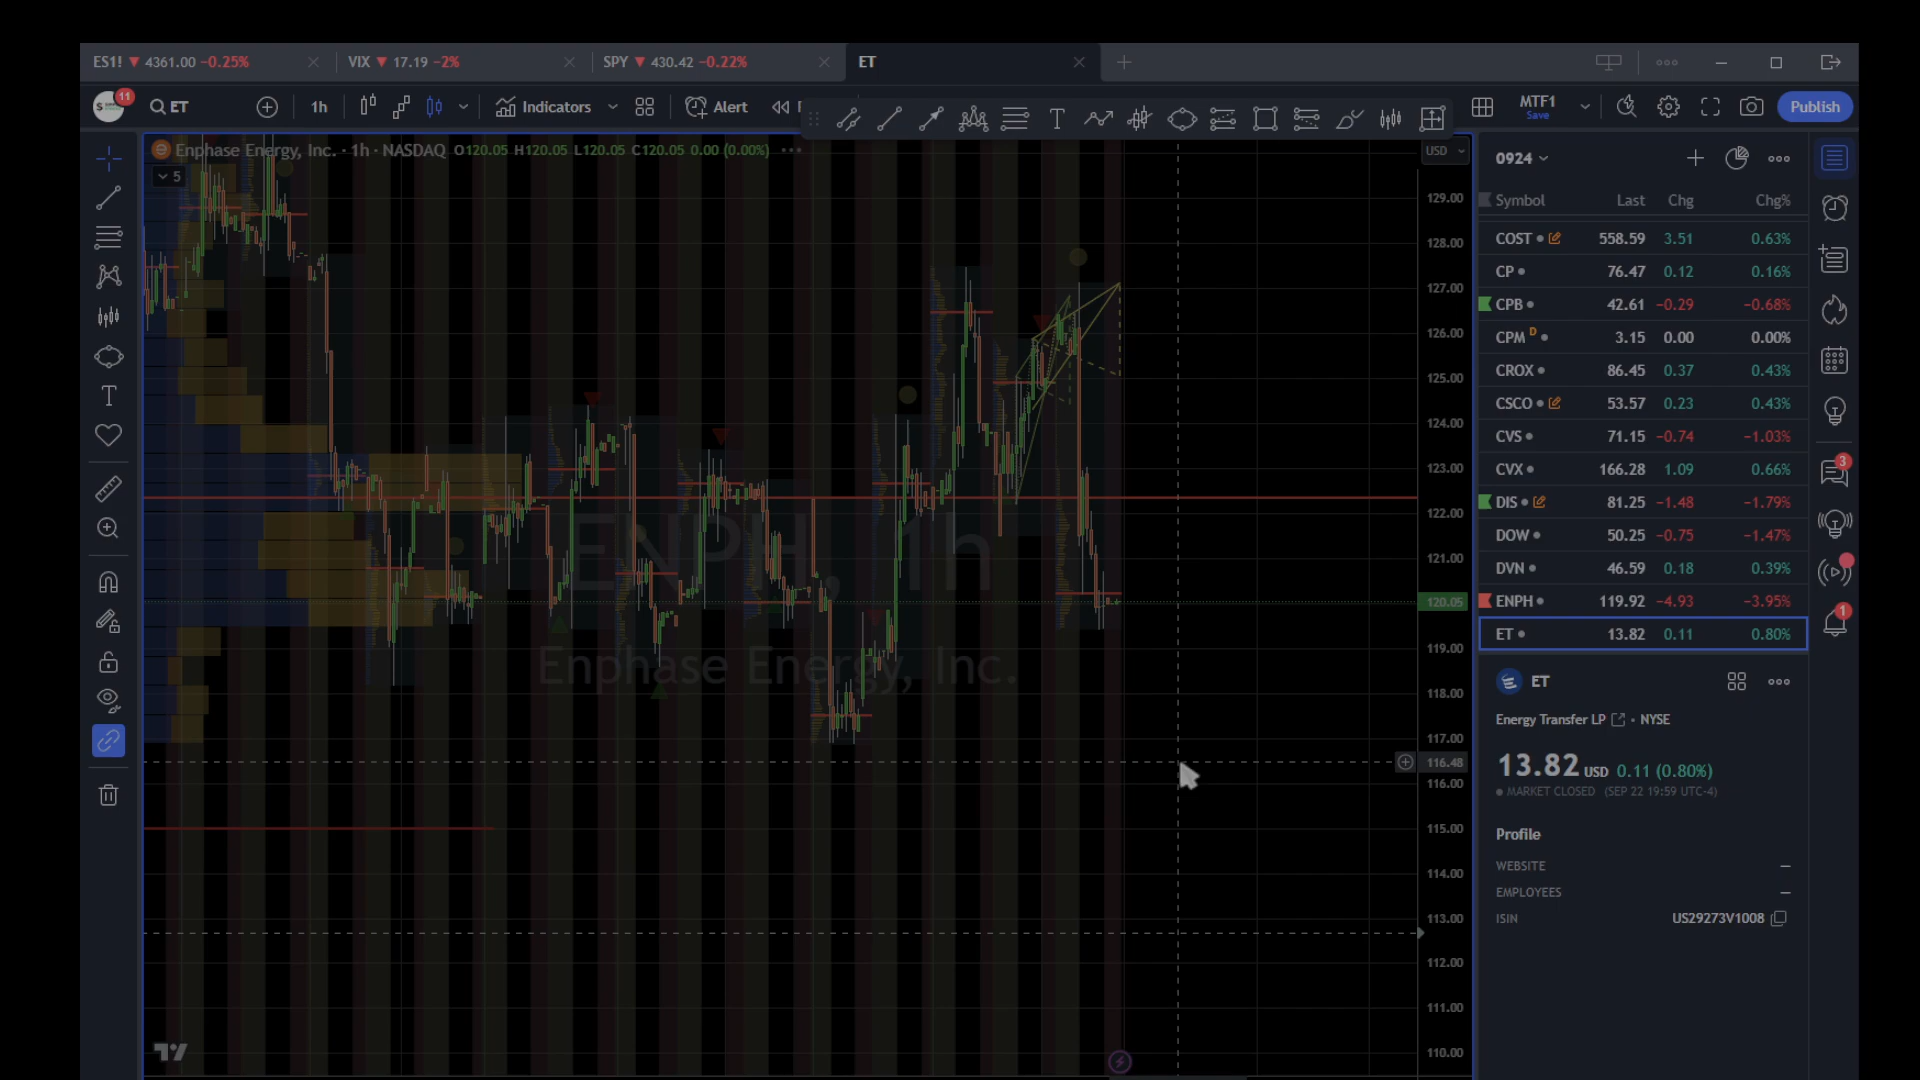 ES1! ▼ 4361.00 −0.25%
VIX ▼ 17.19 −2%
SPY ▼ 430.42 −0.22%
ET
11
ET
1h
Indicators
Alert
MTF1
Save
Publish
Enphase Energy, Inc. · 1h · NASDAQ O120.05 H120.05 L120.05 C120.05 0.00 (0.00%)
5
USD
129.00
128.00
127.00
126.00
125.00
124.00
123.00
122.00
121.00
120.05
119.00
118.00
117.00
116.48
116.00
115.00
114.00
113.00
112.00
111.00
110.00
ENPH, 1h
Enphase Energy, Inc.
0924
Symbol Last Chg Chg%
COST 558.59 3.51 0.63%
CP 76.47 0.12 0.16%
CPB 42.61 −0.29 −0.68%
CPM D 3.15 0.00 0.00%
CROX 86.45 0.37 0.43%
CSCO 53.57 0.23 0.43%
CVS 71.15 −0.74 −1.03%
CVX 166.28 1.09 0.66%
DIS 81.25 −1.48 −1.79%
DOW 50.25 −0.75 −1.47%
DVN 46.59 0.18 0.39%
ENPH 119.92 −4.93 −3.95%
ET 13.82 0.11 0.80%
ET
Energy Transfer LP · NYSE
13.82 USD 0.11 (0.80%)
MARKET CLOSED (SEP 22 19:59 UTC-4)
Profile
WEBSITE –
EMPLOYEES –
ISIN US29273V1008
3
1